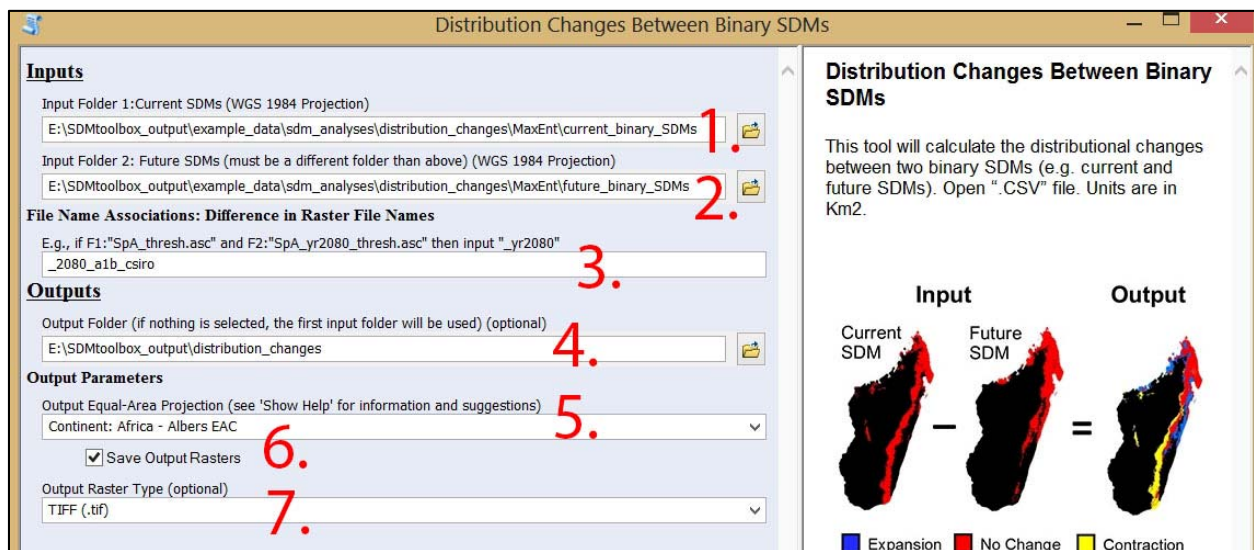 Distribution Changes Between Binary SDMs
Inputs
Input Folder 1:Current SDMs (WGS 1984 Projection)
E:\SDMtoolbox_output\example_data\sdm_analyses\distribution_changes\MaxEnt\current_binary_SDMs
1.
Input Folder 2: Future SDMs (must be a different folder than above) (WGS 1984 Projection)
E:\SDMtoolbox_output\example_data\sdm_analyses\distribution_changes\MaxEnt\future_binary_SDMs
2.
File Name Associations: Difference in Raster File Names
E.g., if F1:"SpA_thresh.asc" and F2:"SpA_yr2080_thresh.asc" then input "_yr2080"
_2080_a1b_csiro
3.
Outputs
Output Folder (if nothing is selected, the first input folder will be used) (optional)
E:\SDMtoolbox_output\distribution_changes
4.
Output Parameters
Output Equal-Area Projection (see 'Show Help' for information and suggestions)
Continent: Africa - Albers EAC
5.
Save Output Rasters
6.
Output Raster Type (optional)
TIFF (.tif)
7.
Distribution Changes Between Binary
SDMs
This tool will calculate the distributional changes
between two binary SDMs (e.g. current and
future SDMs). Open “.CSV” file. Units are in
Km2.
Input Output
Current Future
SDM SDM
− =
Expansion No Change Contraction